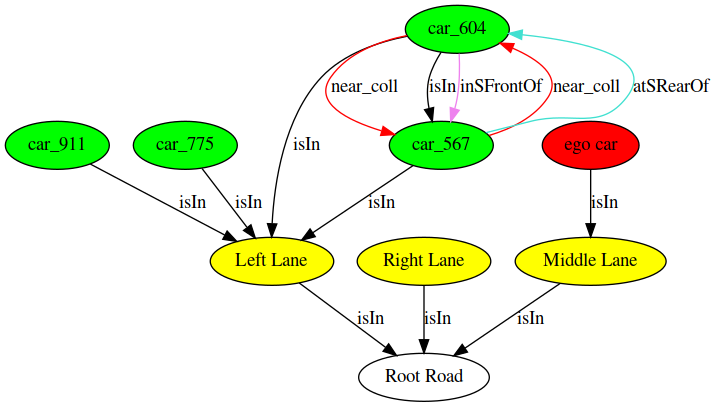 car_604
near_coll
isIn
inSFrontOf
near_coll
atSRearOf
isIn
car_911
car_775
car_567
ego car
isIn
isIn
isIn
isIn
Left Lane
Right Lane
Middle Lane
isIn
isIn
isIn
Root Road